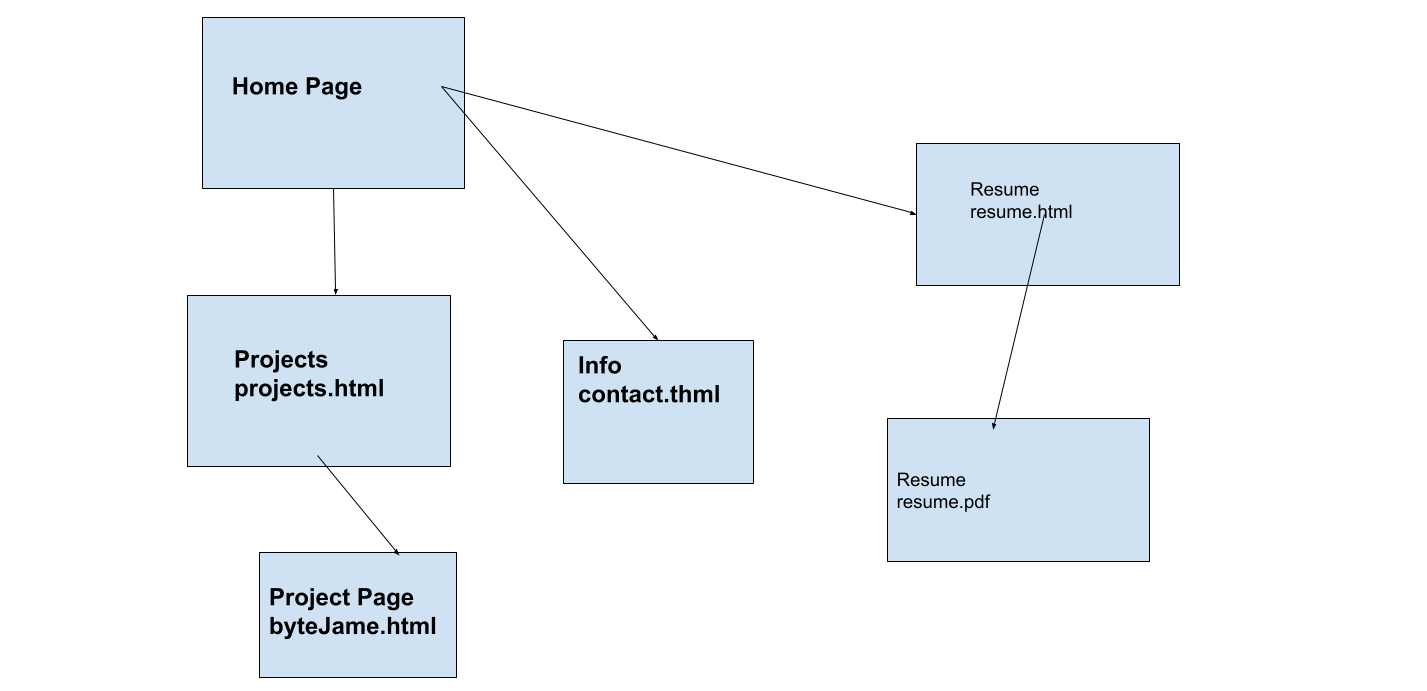 Home Page
Resume
resume.html
Projects
projects.html
Info
contact.thml
Resume
resume.pdf
Project Page
byteJame.html